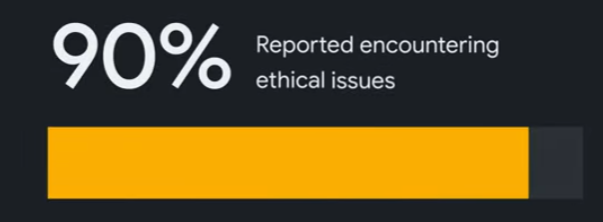 90%
Reported encountering
ethical issues